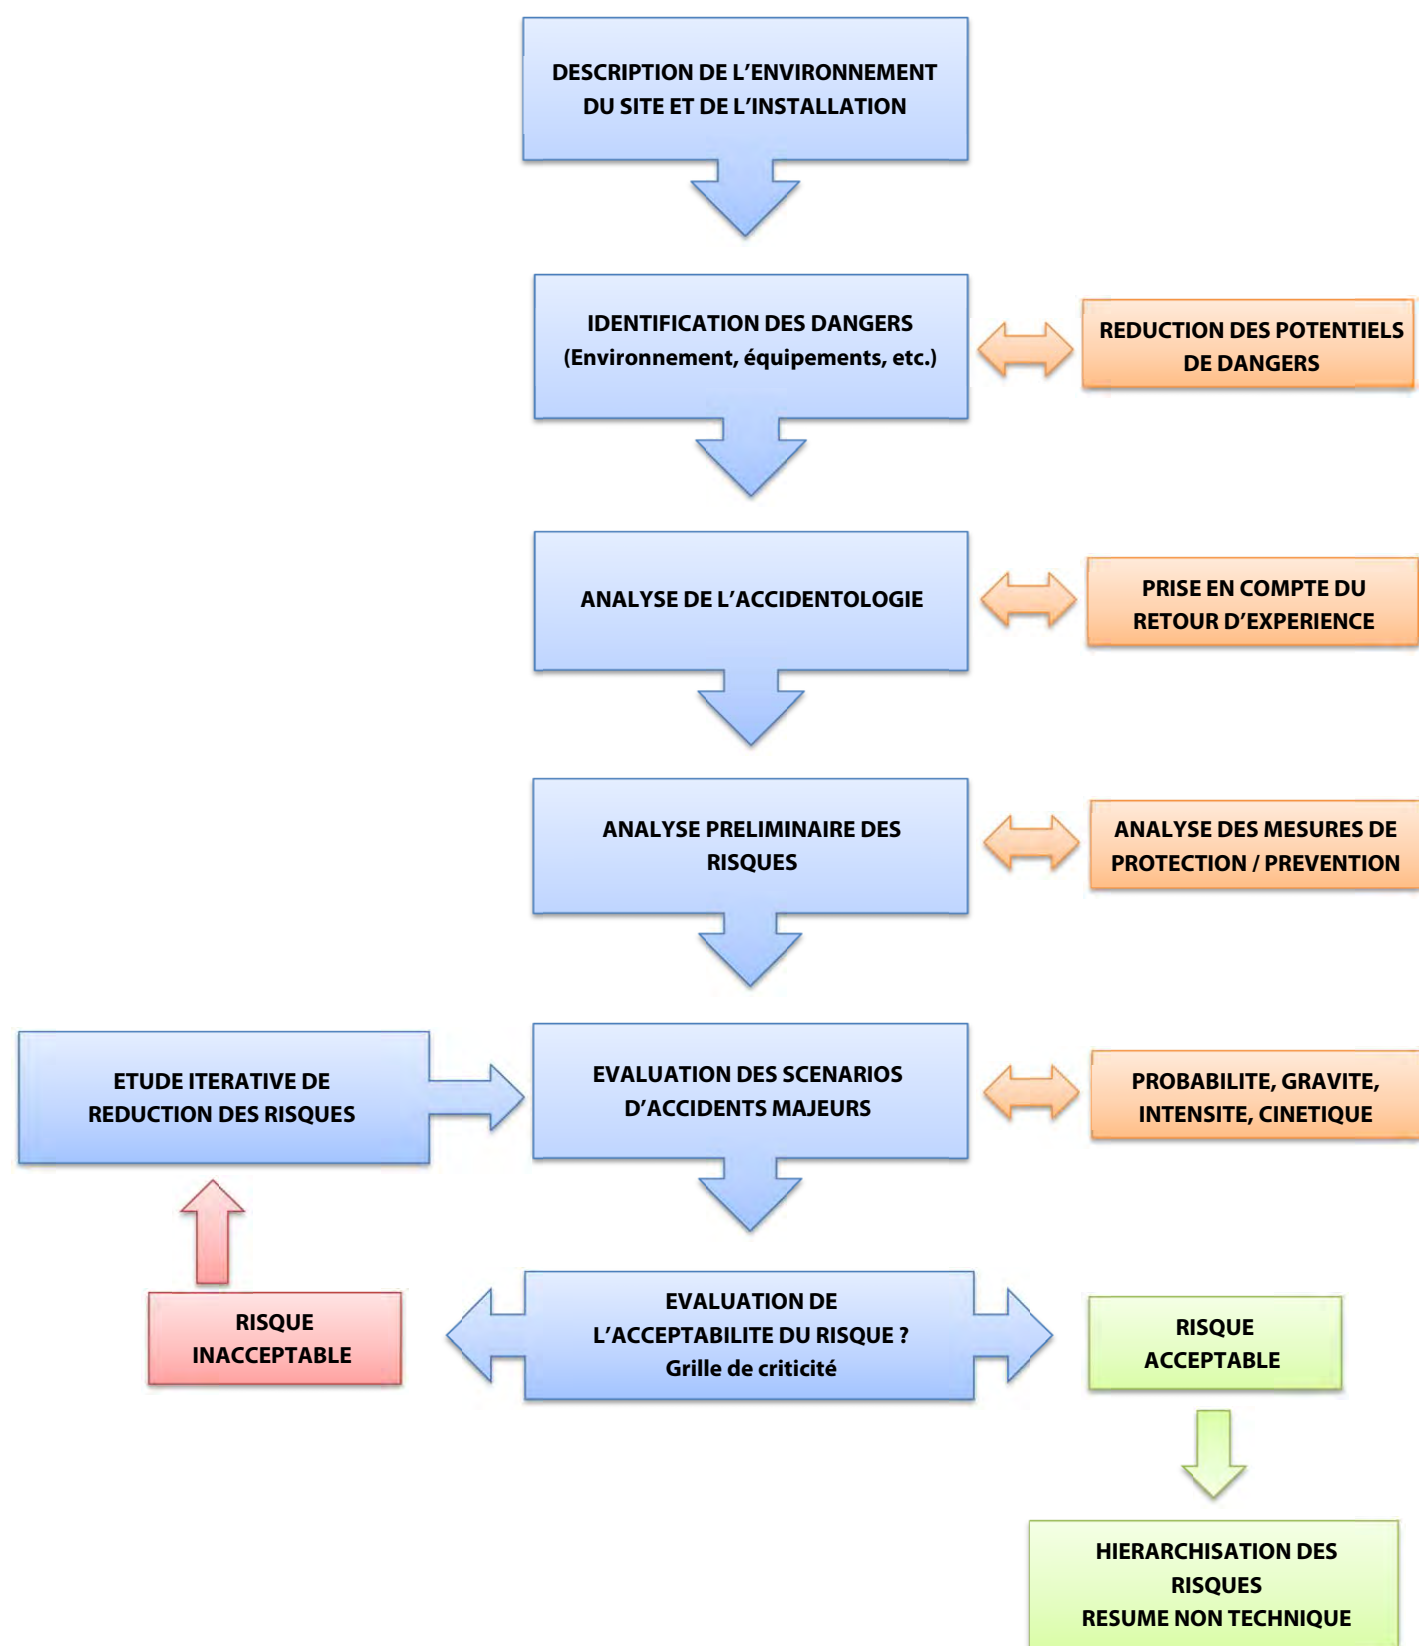 DESCRIPTION DE L’ENVIRONNEMENT
DU SITE ET DE L’INSTALLATION
IDENTIFICATION DES DANGERS
(Environnement, équipements, etc.)
REDUCTION DES POTENTIELS
DE DANGERS
ANALYSE DE L’ACCIDENTOLOGIE
PRISE EN COMPTE DU
RETOUR D’EXPERIENCE
ANALYSE PRELIMINAIRE DES
RISQUES
ANALYSE DES MESURES DE
PROTECTION / PREVENTION
ETUDE ITERATIVE DE
REDUCTION DES RISQUES
EVALUATION DES SCENARIOS
D’ACCIDENTS MAJEURS
PROBABILITE, GRAVITE,
INTENSITE, CINETIQUE
RISQUE
INACCEPTABLE
EVALUATION DE
L’ACCEPTABILITE DU RISQUE ?
Grille de criticité
RISQUE
ACCEPTABLE
HIERARCHISATION DES
RISQUES
RESUME NON TECHNIQUE